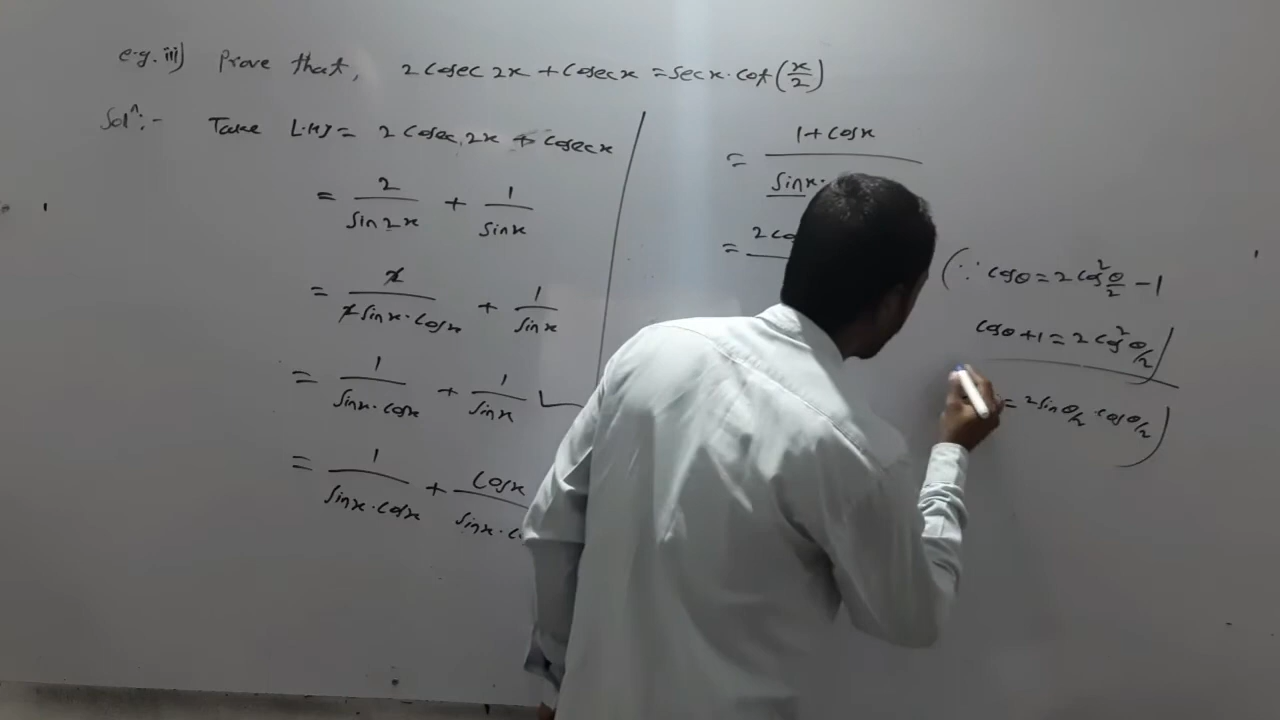 e.g. iii) Prove that, 2 cosec 2x + cosec x = sec x · cot (x/2)
Solⁿ:- Take L.H.S = 2 cosec 2x + cosec x
= 2/sin 2x + 1/sin x
= 2/2 sin x · cos x + 1/sin x
= 1/sin x · cos x + 1/sin x
= 1/sin x · cos x + cos x/sin x ·
= 1 + cos x/sin x ·
= 2
(∵ cos θ = 2 cos² θ/2 - 1
cos θ + 1 = 2 cos² θ/2)
= 2 sin θ/2 · cos θ/2)